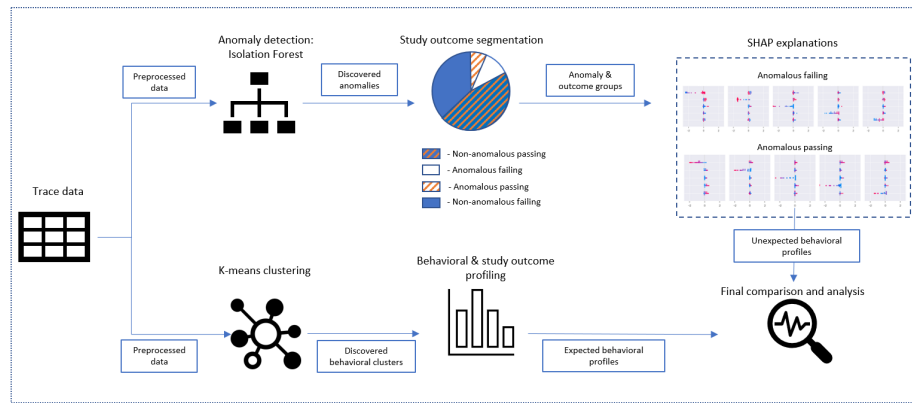 Anomaly detection:
Isolation Forest
Study outcome segmentation
SHAP explanations
Preprocessed
data
Discovered
anomalies
Anomaly &
outcome groups
Anomalous failing
Anomalous passing
- Non-anomalous passing
- Anomalous failing
- Anomalous passing
- Non-anomalous failing
Trace data
Unexpected behavioral
profiles
K-means clustering
Behavioral & study outcome
profiling
Final comparison and analysis
Preprocessed
data
Discovered
behavioral clusters
Expected behavioral
profiles